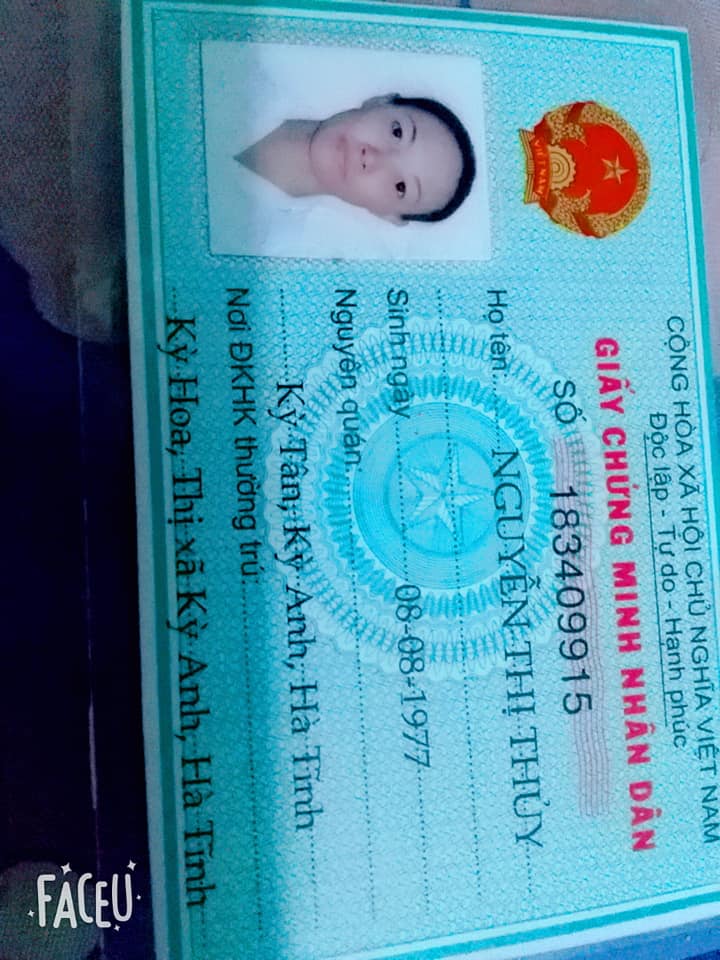 CỘNG HÒA XÃ HỘI CHỦ NGHĨA VIỆT NAM
Độc lập - Tự do - Hạnh phúc
GIẤY CHỨNG MINH NHÂN DÂN
SỐ 183409915
Họ tên NGUYỄN THỊ THỦY
Sinh ngày 08-08-1977
Nguyên quán
Kỳ Tân, Kỳ Anh, Hà Tĩnh
Nơi ĐKHK thường trú:
Kỳ Hoa, Thị xã Kỳ Anh, Hà Tĩnh
VIỆT NAM
FACEU